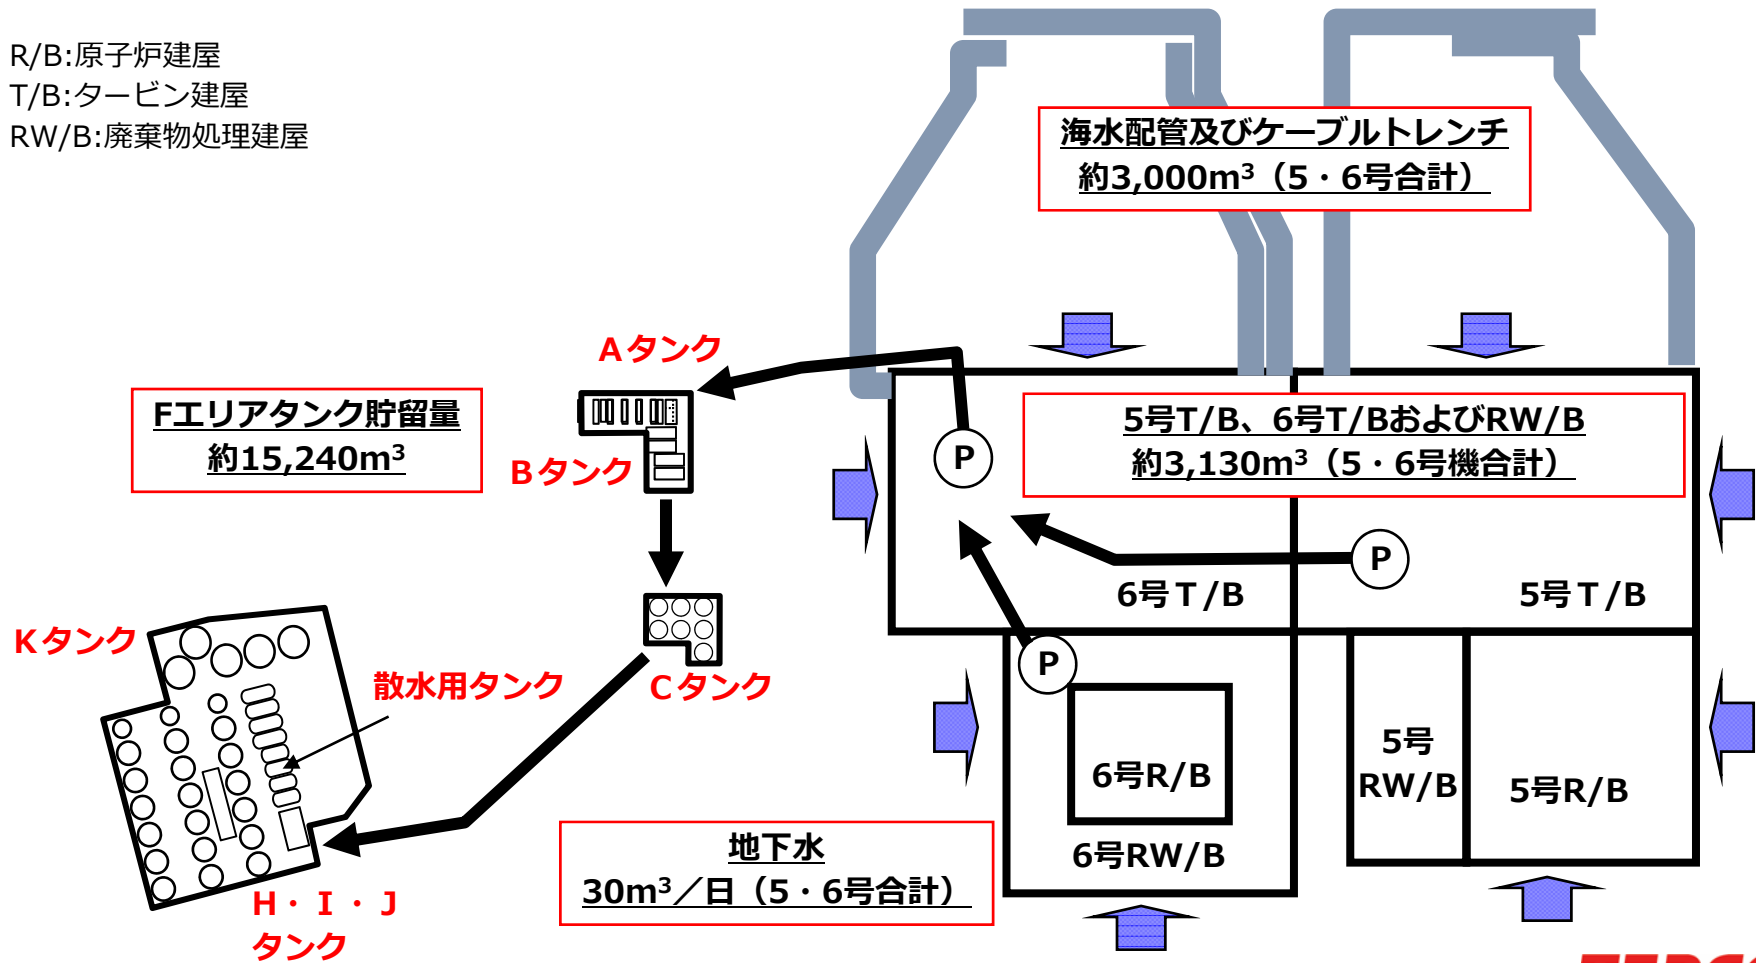 R/B:原子炉建屋
T/B:タービン建屋
RW/B:廃棄物処理建屋
海水配管及びケーブルトレンチ
約3,000m³（5・6号合計）
Aタンク
Fエリアタンク貯留量
約15,240m³
Bタンク
5号T/B、6号T/BおよびRW/B
約3,130m³（5・6号機合計）
P
P
6号T/B
5号T/B
Kタンク
散水用タンク
Cタンク
P
6号R/B
5号
RW/B
5号R/B
6号RW/B
地下水
30m³／日（5・6号合計）
H・I・J
タンク